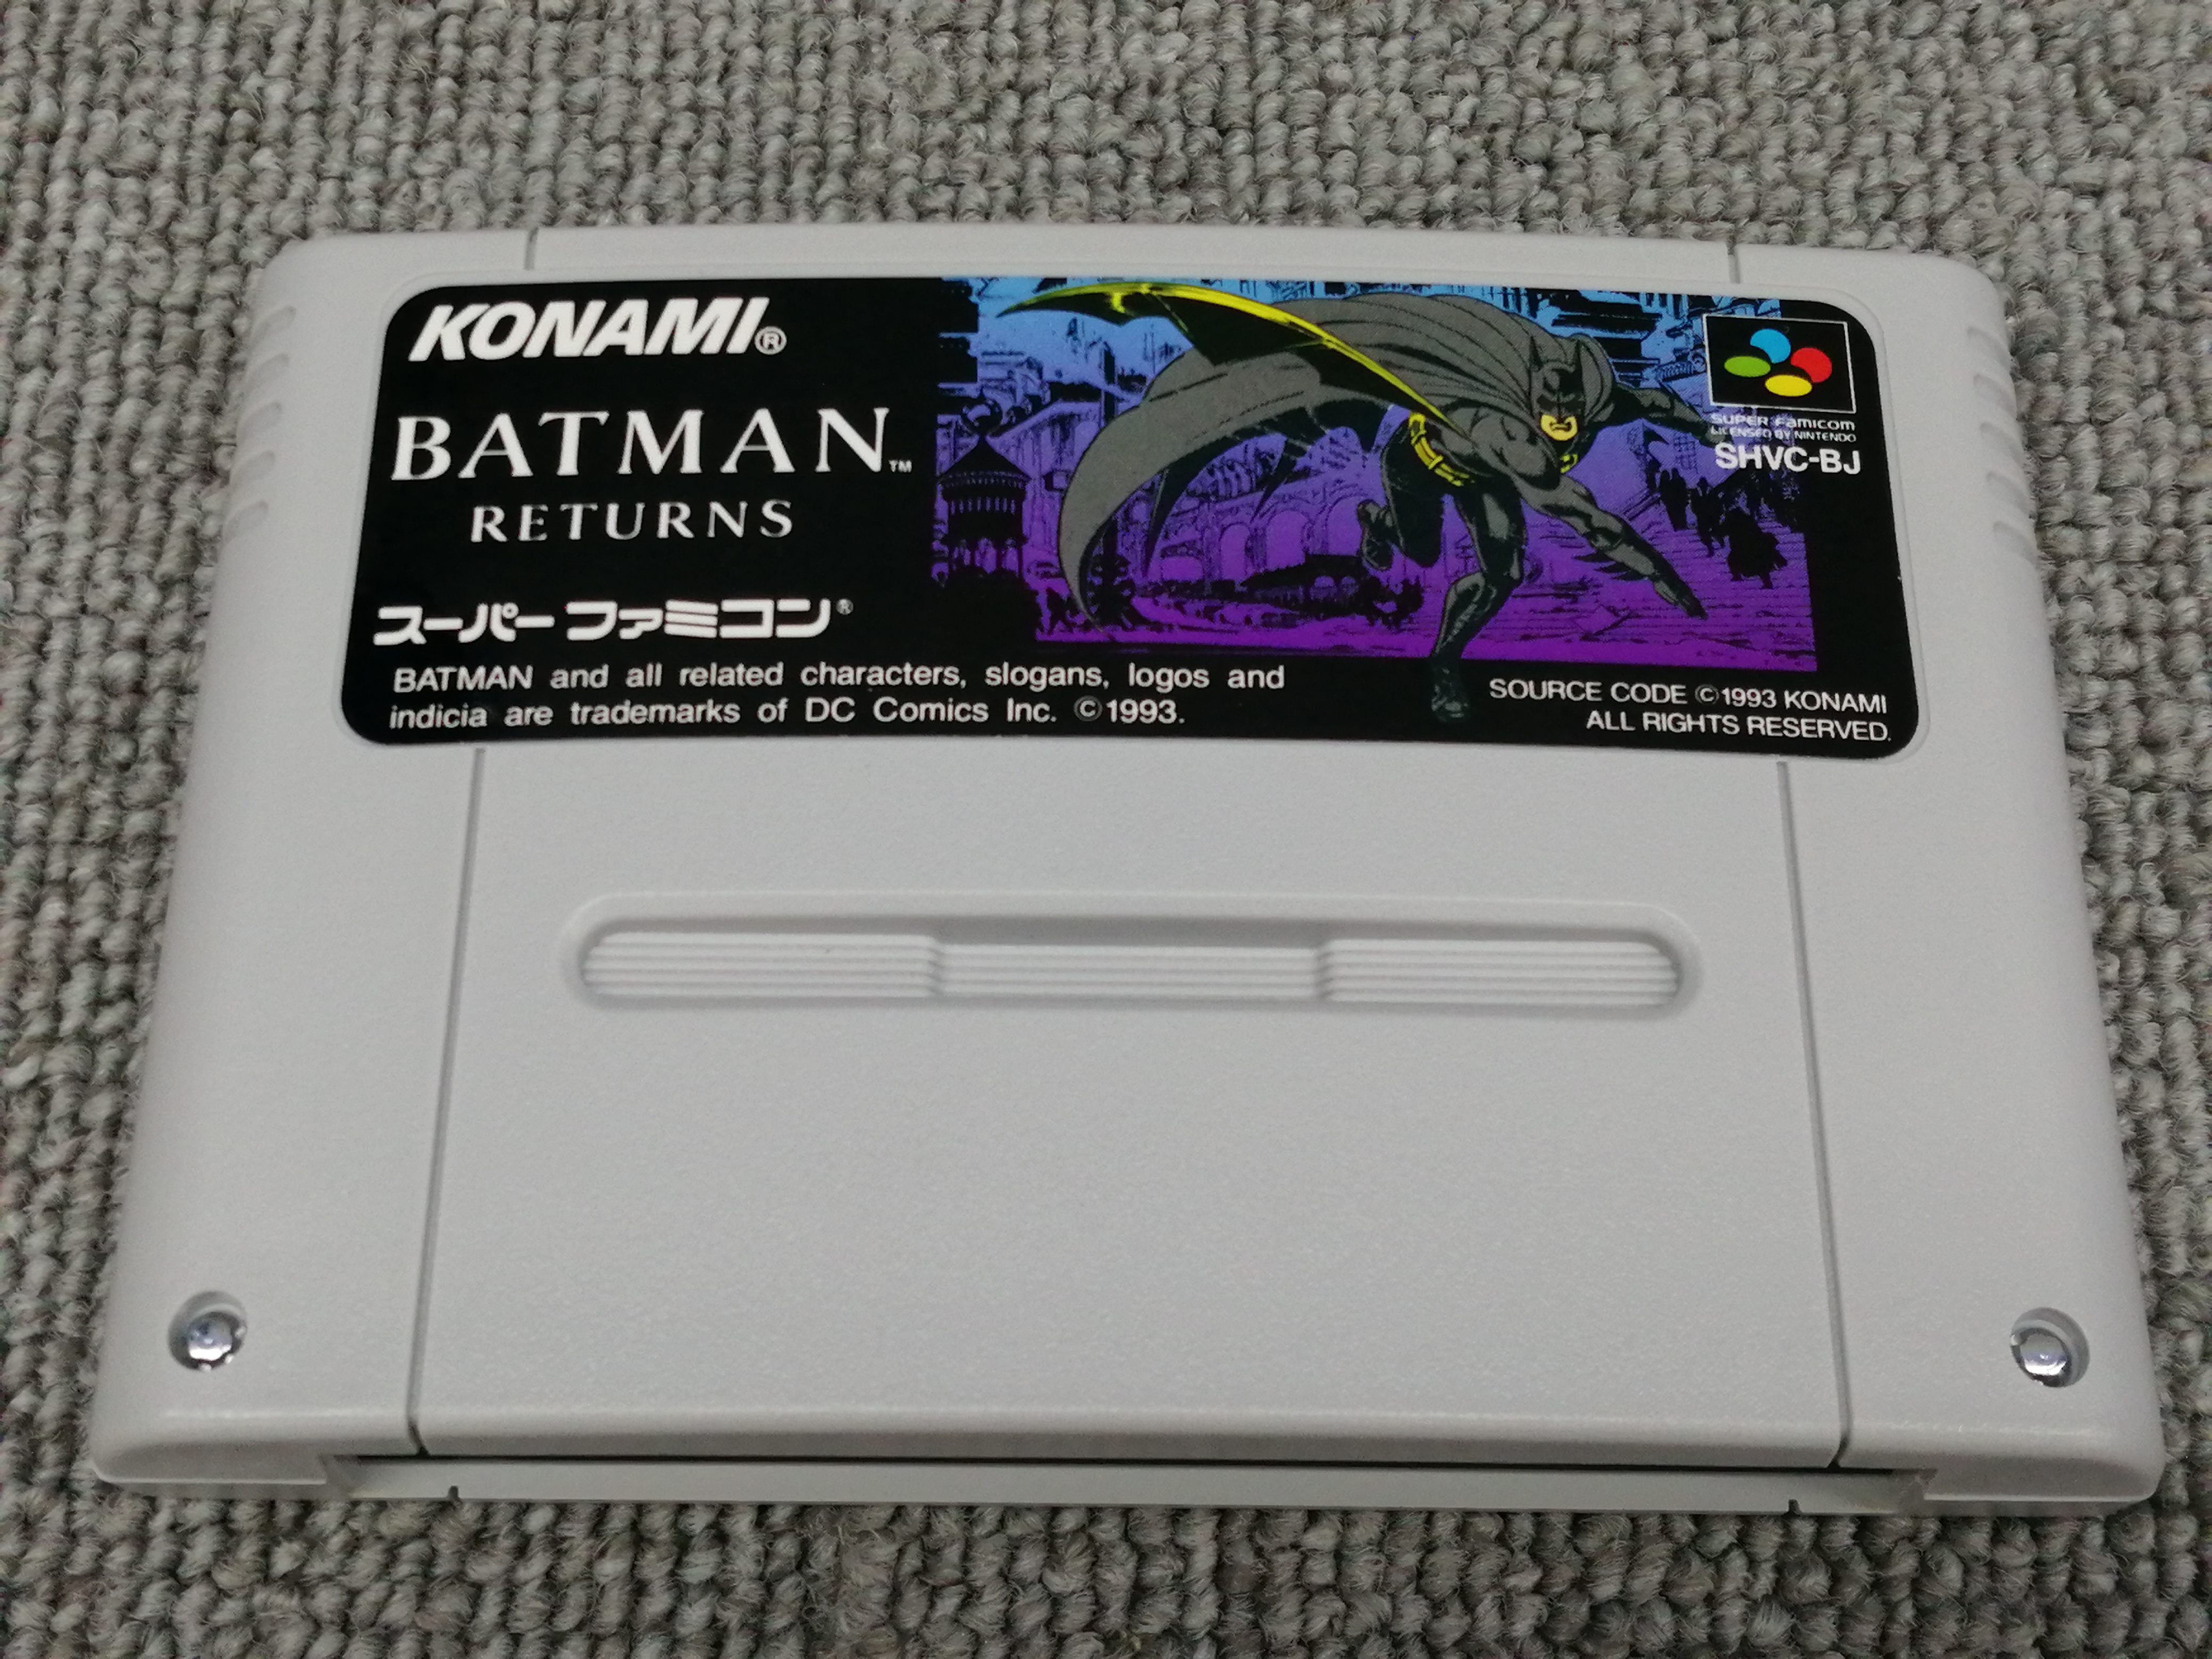 KONAMI®
BATMAN™
RETURNS
スーパーファミコン®
BATMAN and all related characters, slogans, logos and
indicia are trademarks of DC Comics Inc. ©1993.
SUPER Famicom
LICENSED BY NINTENDO
SHVC-BJ
SOURCE CODE ©1993 KONAMI
ALL RIGHTS RESERVED.